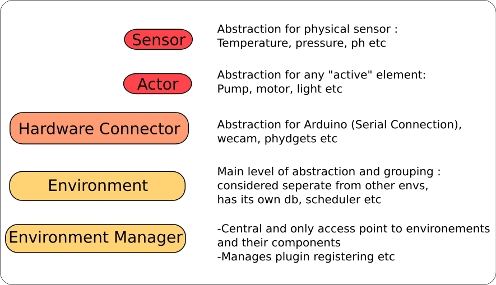 Sensor
Abstraction for physical sensor :
Temperature, pressure, ph etc
Actor
Abstraction for any "active" element:
Pump, motor, light etc
Hardware Connector
Abstraction for Arduino (Serial Connection),
wecam, phydgets etc
Environment
Main level of abstraction and grouping :
considered seperate from other envs,
has its own db, scheduler etc
Environment Manager
-Central and only access point to environements
and their components
-Manages plugin registering etc